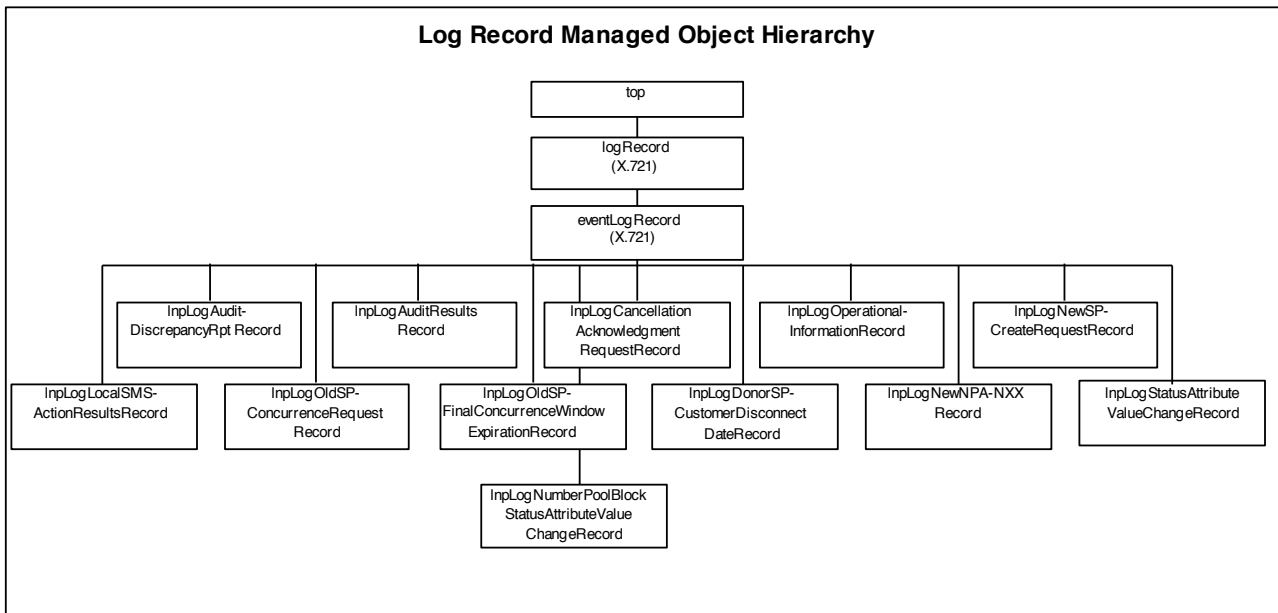 Log Record Managed Object Hierarchy
top
logRecord
(X.721)
eventLogRecord
(X.721)
lnpLogAudit-
DiscrepancyRpt Record
lnpLogAuditResults
Record
lnpLogCancellation
Acknowledgment
RequestRecord
lnpLogOperational-
InformationRecord
lnpLogNewSP-
CreateRequestRecord
lnpLogLocalSMS-
ActionResultsRecord
lnpLogOldSP-
ConcurrenceRequest
Record
lnpLogOldSP-
FinalConcurrenceWindow
ExpirationRecord
lnpLogDonorSP-
CustomerDisconnect
DateRecord
lnpLogNewNPA-NXX
Record
lnpLogStatusAttribute
ValueChangeRecord
lnpLogNumberPoolBlock
StatusAttributeValue
ChangeRecord